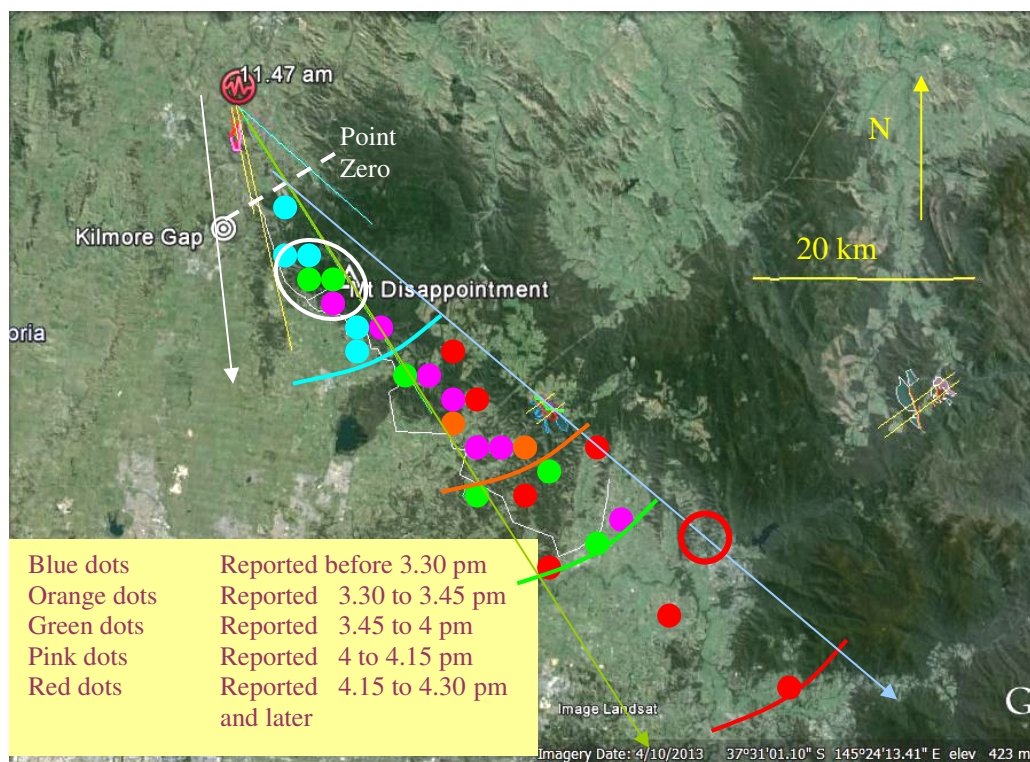 11.47 am
Point
Zero
N
Kilmore Gap
20 km
Mt Disappointment
oria
Blue dots Reported before 3.30 pm
Orange dots Reported 3.30 to 3.45 pm
Green dots Reported 3.45 to 4 pm
Pink dots Reported 4 to 4.15 pm
Red dots Reported 4.15 to 4.30 pm
and later
G
Image Landsat
Imagery Date: 4/10/2013 37°31'01.10" S 145°24'13.41" E elev 423 m